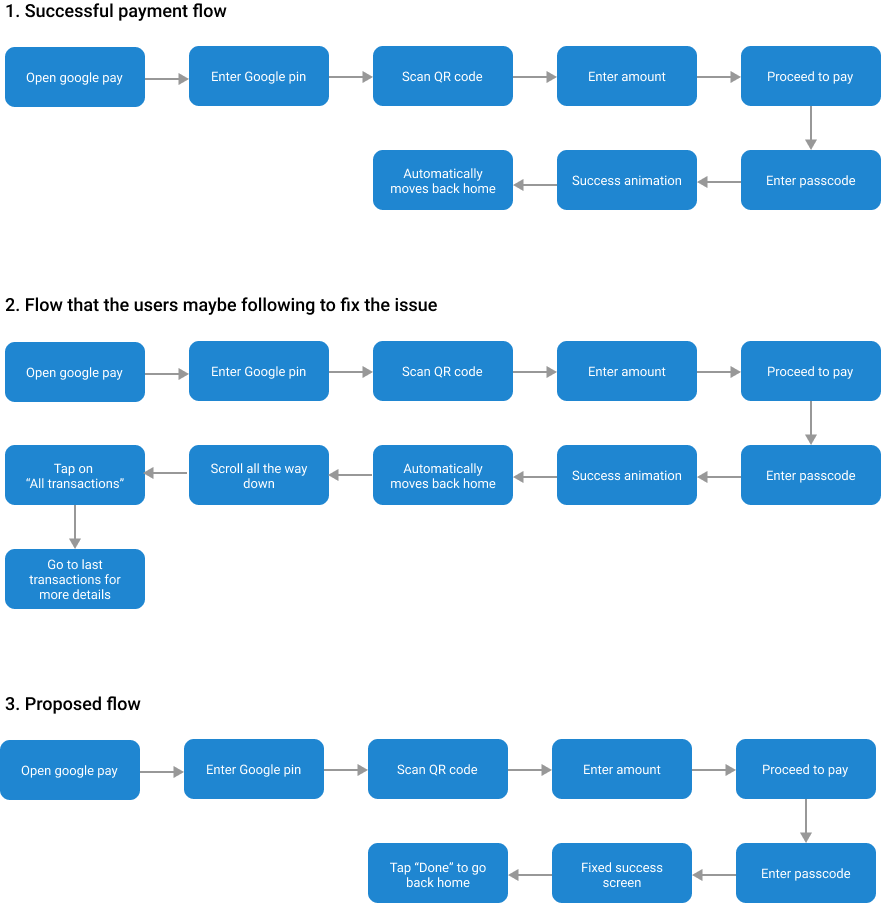 1. Successful payment flow
Open google pay
Enter Google pin
Scan QR code
Enter amount
Proceed to pay
Automatically
moves back home
Success animation
Enter passcode
2. Flow that the users maybe following to fix the issue
Open google pay
Enter Google pin
Scan QR code
Enter amount
Proceed to pay
Tap on
“All transactions”
Scroll all the way
down
Automatically
moves back home
Success animation
Enter passcode
Go to last
transactions for
more details
3. Proposed flow
Open google pay
Enter Google pin
Scan QR code
Enter amount
Proceed to pay
Tap “Done” to go
back home
Fixed success
screen
Enter passcode